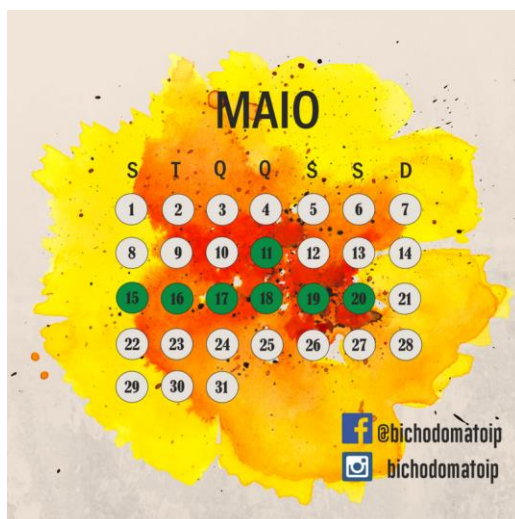 MAIO
S T Q Q S S D
1 2 3 4 5 6 7
8 9 10 11 12 13 14
15 16 17 18 19 20 21
22 23 24 25 26 27 28
29 30 31
@bichodomatoip
bichodomatoip